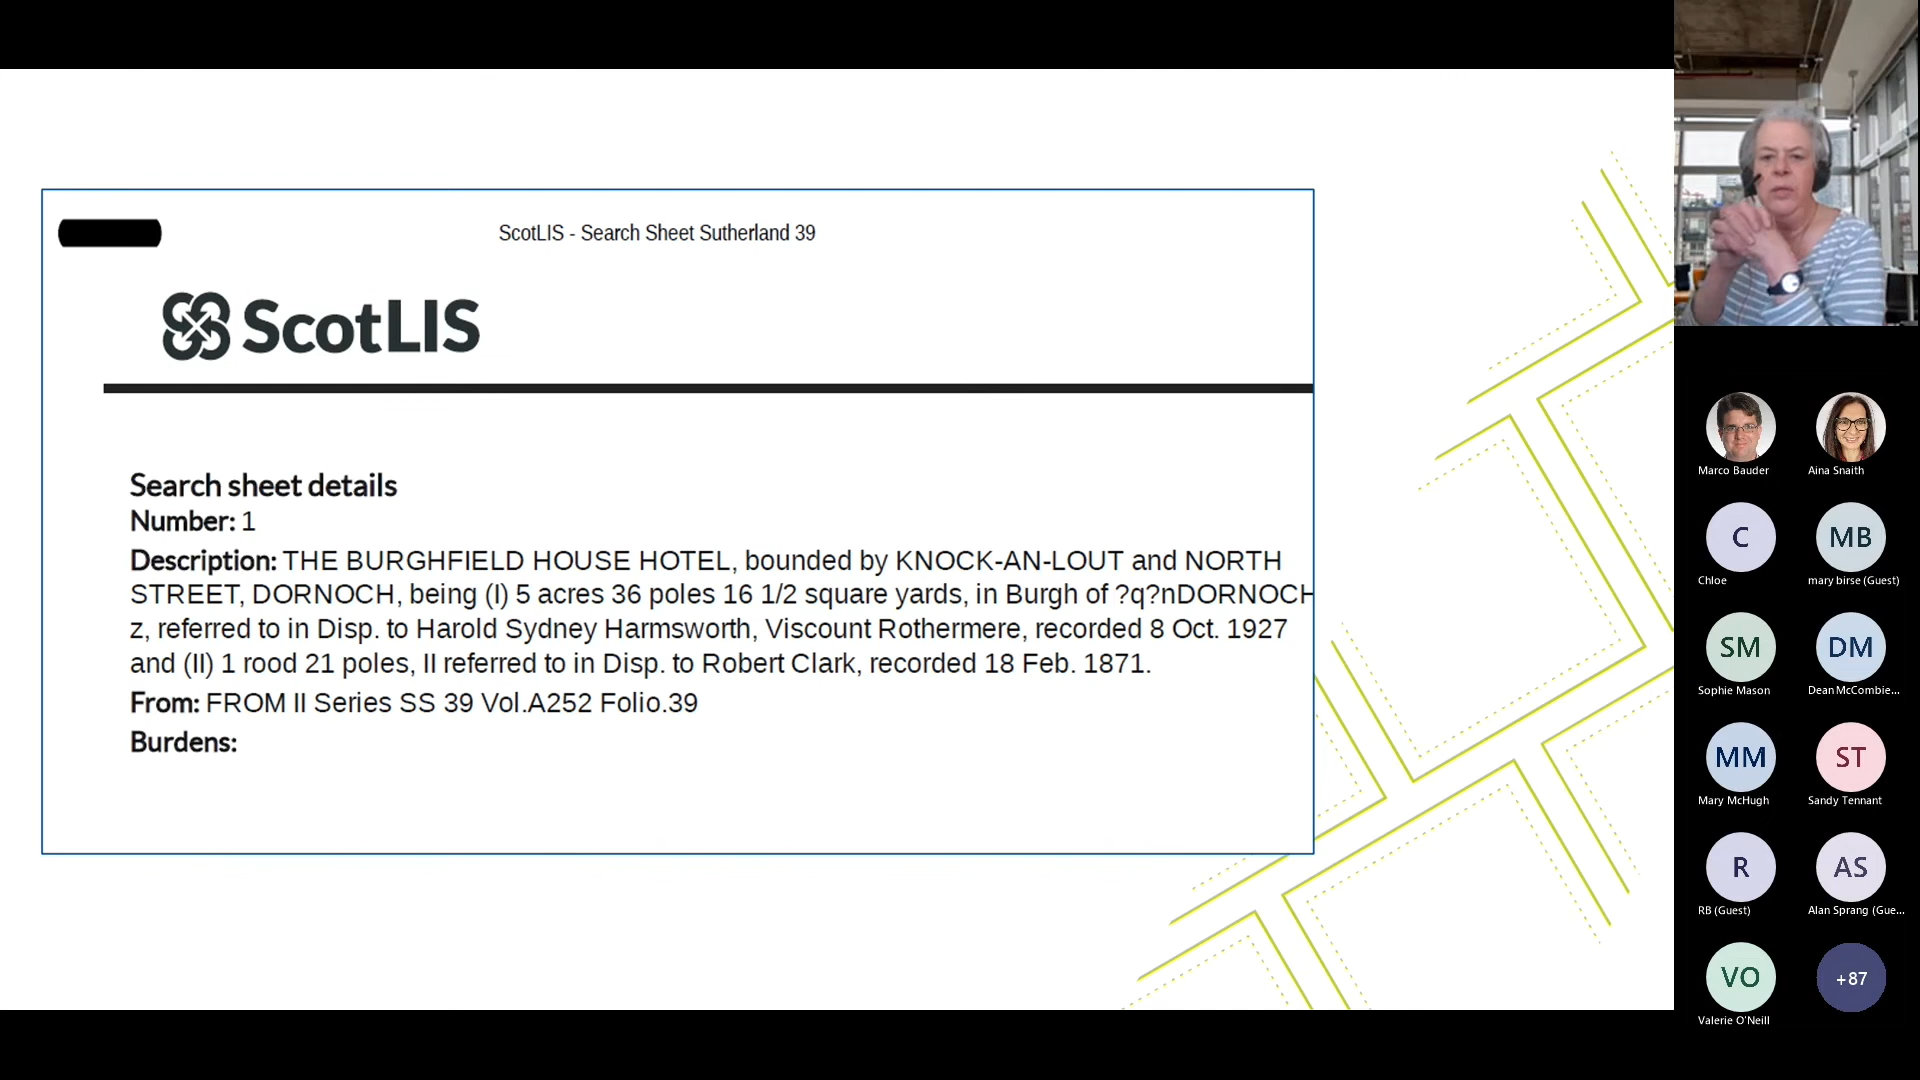 ScotLIS - Search Sheet Sutherland 39
ScotLIS
Search sheet details
Number: 1
Description: THE BURGHFIELD HOUSE HOTEL, bounded by KNOCK-AN-LOUT and NORTH
STREET, DORNOCH, being (I) 5 acres 36 poles 16 1/2 square yards, in Burgh of ?q?nDORNOCH
z, referred to in Disp. to Harold Sydney Harmsworth, Viscount Rothermere, recorded 8 Oct. 1927
and (II) 1 rood 21 poles, II referred to in Disp. to Robert Clark, recorded 18 Feb. 1871.
From: FROM II Series SS 39 Vol.A252 Folio.39
Burdens:
Marco Bauder
Aina Snaith
C
MB
Chloe
mary birse (Guest)
SM
DM
Sophie Mason
Dean McCombie...
MM
ST
Mary McHugh
Sandy Tennant
R
AS
RB (Guest)
Alan Sprang (Gue...
VO
+87
Valerie O'Neill